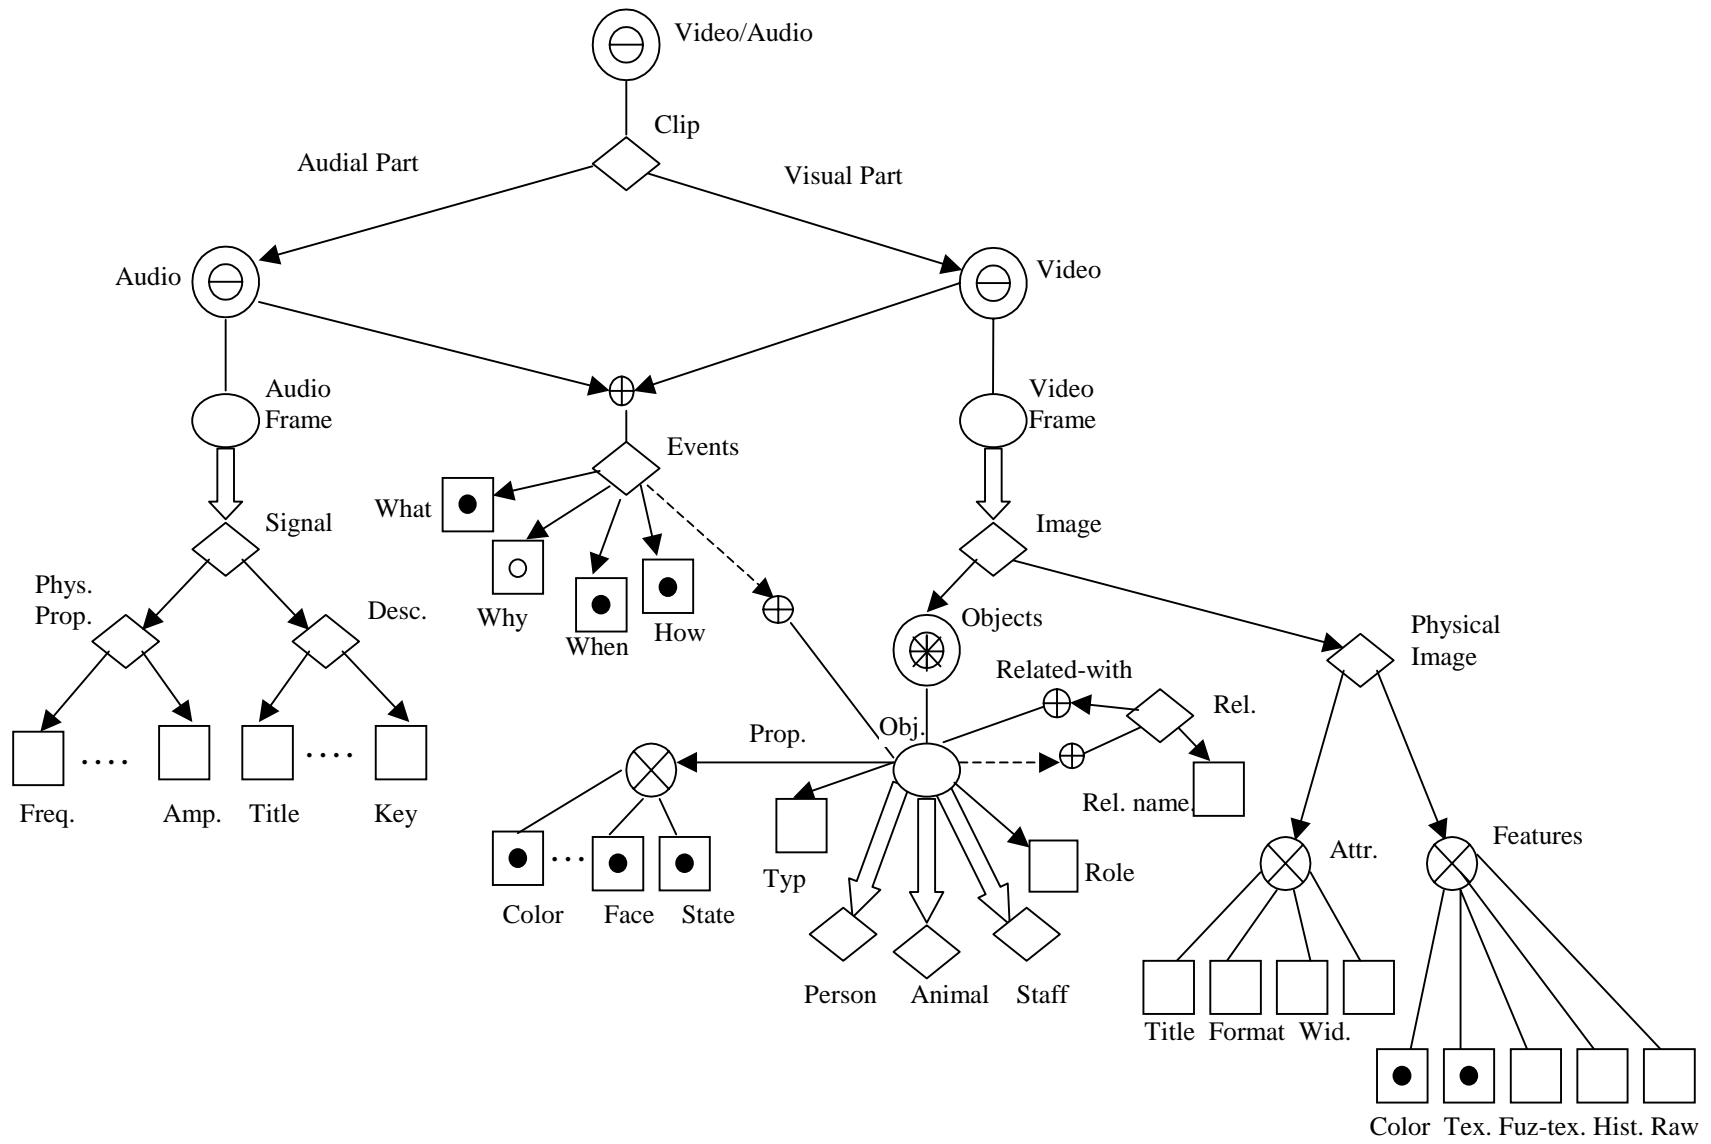 Video/Audio
Clip
Audial Part
Visual Part
Audio
Video
Audio
Frame
Video
Frame
Events
What
Signal
Image
Phys.
Prop.
Desc.
Why
When
How
Objects
Physical
Image
Related-with
Rel.
Prop.
Obj.
Freq.
Amp.
Title
Key
Rel. name.
Typ
Role
Attr.
Features
Color
Face
State
Person
Animal
Staff
Title Format Wid.
Color Tex. Fuz-tex. Hist. Raw